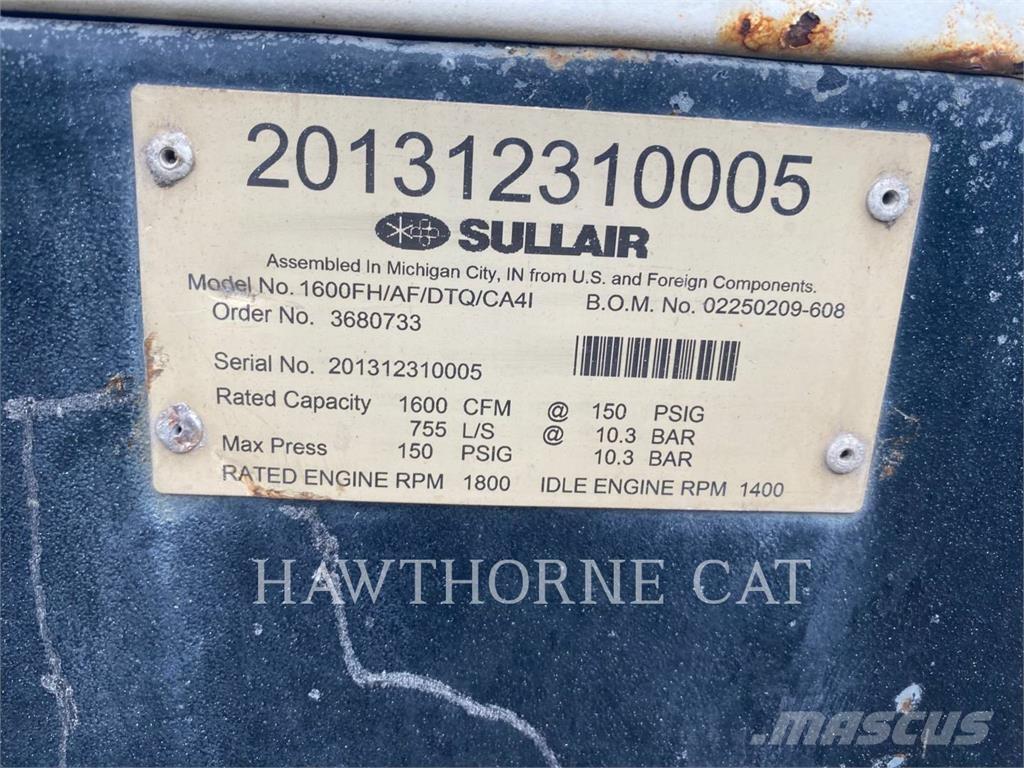 201312310005
SULLAIR
Assembled In Michigan City, IN from U.S. and Foreign Components.
Model No. 1600FH/AF/DTQ/CA4I B.O.M. No. 02250209-608
Order No. 3680733
Serial No. 201312310005
Rated Capacity 1600 CFM @ 150 PSIG
755 L/S @ 10.3 BAR
Max Press 150 PSIG 10.3 BAR
RATED ENGINE RPM 1800 IDLE ENGINE RPM 1400
HAWTHORNE CAT
MASCUS